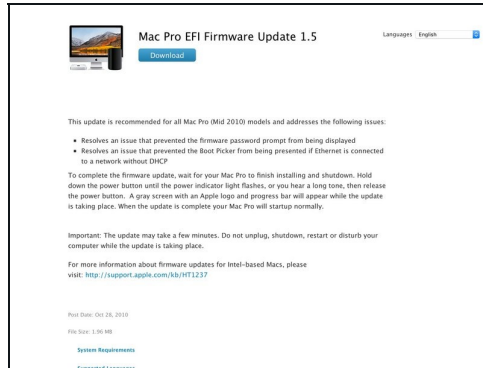 Mac Pro EFI Firmware Update 1.5
Languages English
Download
This update is recommended for all Mac Pro (Mid 2010) models and addresses the following issues:
• Resolves an issue that prevented the firmware password prompt from being displayed
• Resolves an issue that prevented the Boot Picker from being presented if Ethernet is connected
to a network without DHCP
To complete the firmware update, wait for your Mac Pro to finish installing and shutdown. Hold
down the power button until the power indicator light flashes, or you hear a long tone, then release
the power button. A gray screen with an Apple logo and progress bar will appear while the update
is taking place. When the update is complete your Mac Pro will startup normally.
Important: The update may take a few minutes. Do not unplug, shutdown, restart or disturb your
computer while the update is taking place.
For more information about firmware updates for Intel-based Macs, please
visit: http://support.apple.com/kb/HT1237
Post Date: Oct 28, 2010
File Size: 1.96 MB
System Requirements
Supported Languages